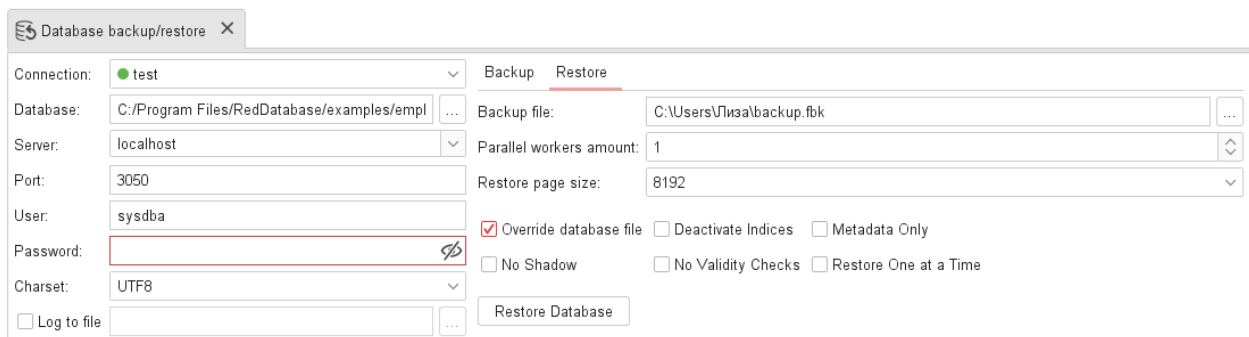 Database backup/restore
Connection: test
Database: C:/Program Files/RedDatabase/examples/empl ...
Server: localhost
Port: 3050
User: sysdba
Password:
Charset: UTF8
Log to file ...
Backup Restore
Backup file: C:\Users\Лиза\backup.fbk ...
Parallel workers amount: 1
Restore page size: 8192
Override database file Deactivate Indices Metadata Only
No Shadow No Validity Checks Restore One at a Time
Restore Database